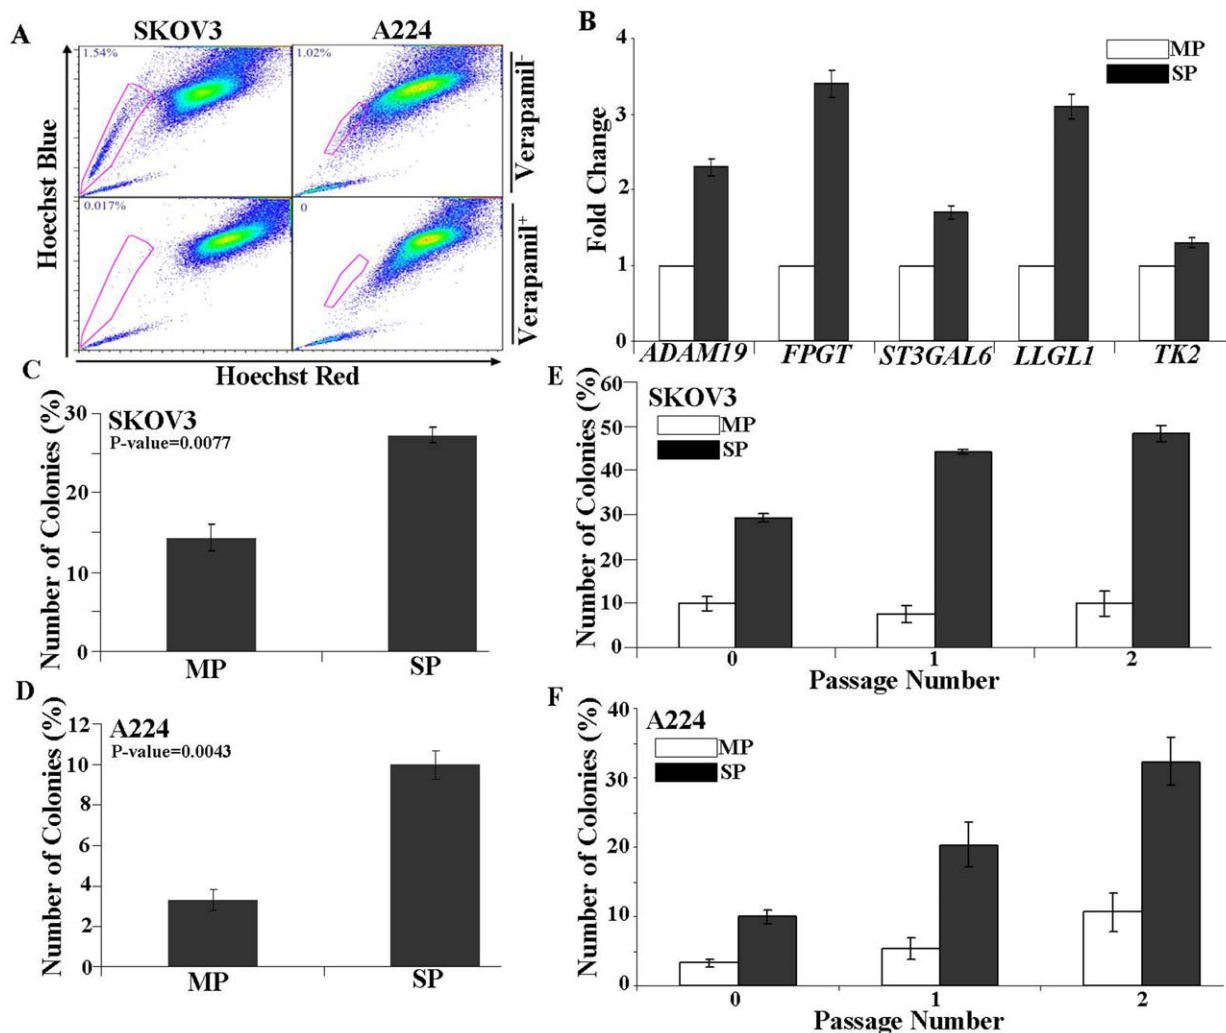 A
SKOV3
A224
1.54%
1.02%
0.017%
0
Hoechst Blue
Hoechst Red
Verapamil-
Verapamil+
B
Fold Change
4
3
2
1
0
MP
SP
ADAM19
FPGT
ST3GAL6
LLGL1
TK2
C
SKOV3
P-value=0.0077
Number of Colonies (%)
30
20
10
0
MP
SP
D
A224
P-value=0.0043
Number of Colonies (%)
12
10
8
6
4
2
0
MP
SP
E
SKOV3
MP
SP
Number of Colonies (%)
60
50
40
30
20
10
0
0
1
2
Passage Number
F
A224
MP
SP
Number of Colonies (%)
40
30
20
10
0
0
1
2
Passage Number